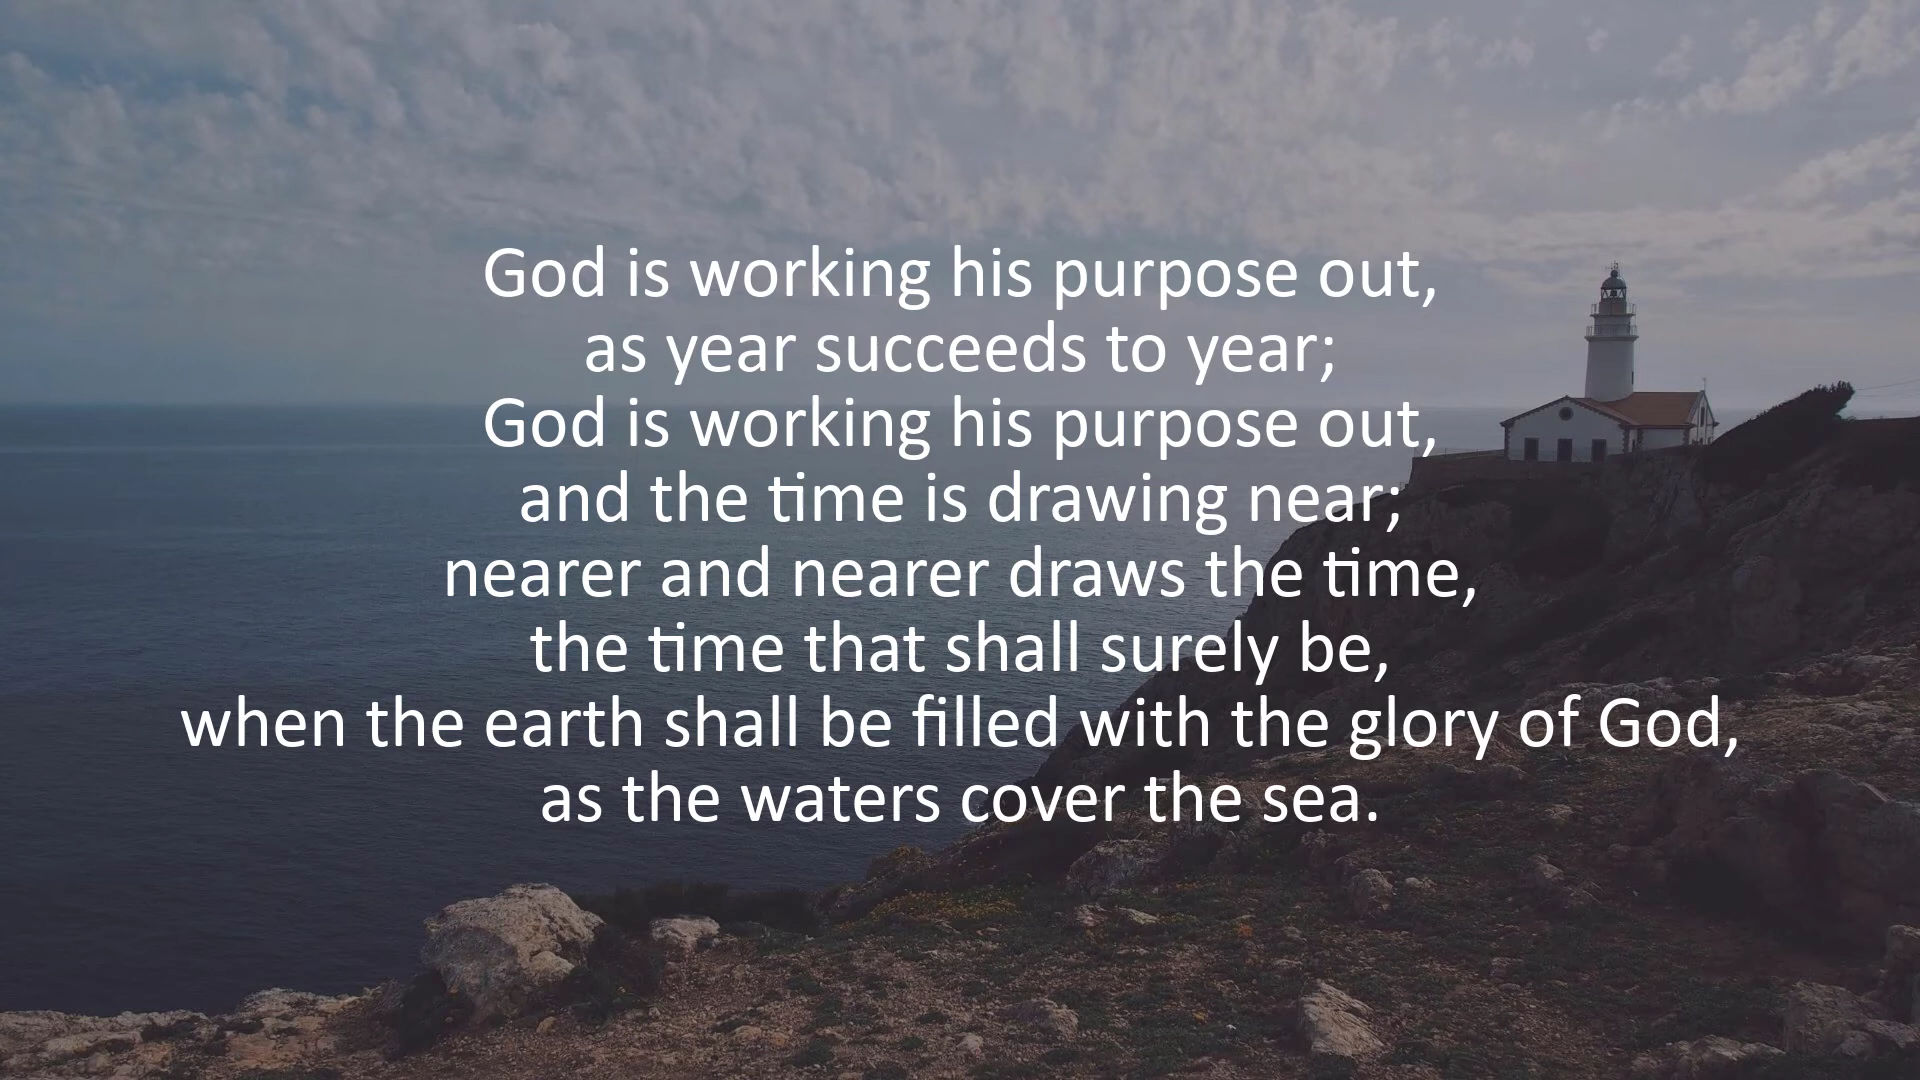 God is working his purpose out,
as year succeeds to year;
God is working his purpose out,
and the time is drawing near;
nearer and nearer draws the time,
the time that shall surely be,
when the earth shall be filled with the glory of God,
as the waters cover the sea.